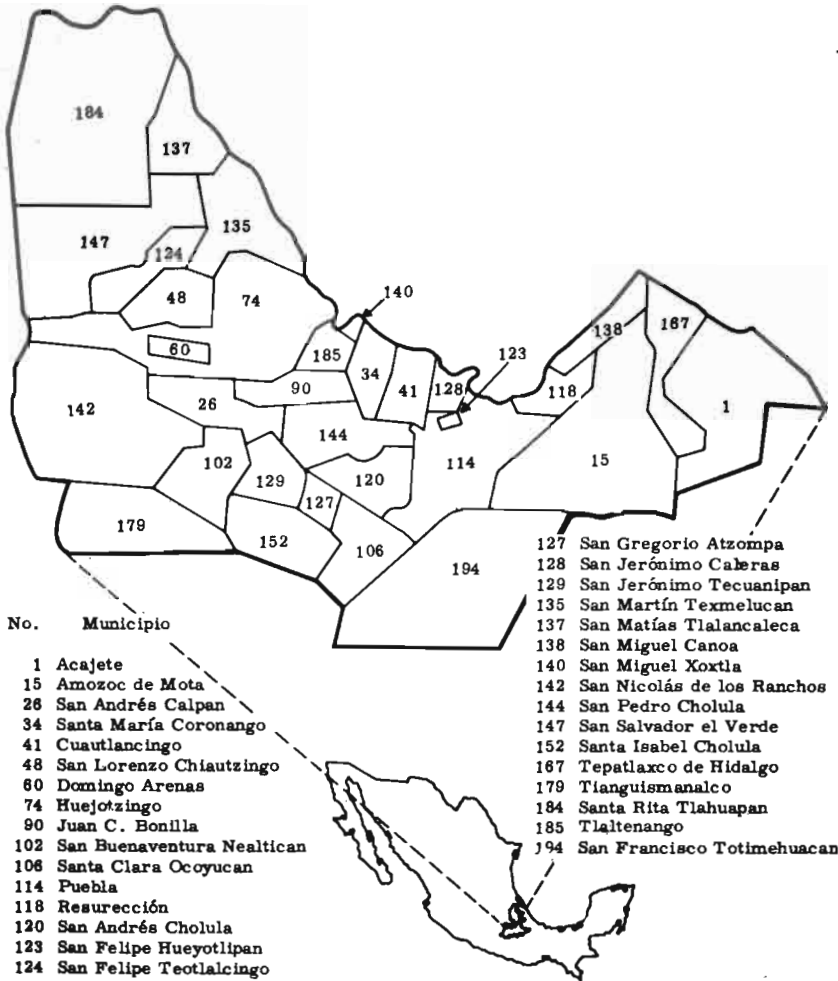 184
137
147
135
124
48
74
140
60
185
34
41
128
123
138
167
118
1
142
26
90
144
102
129
127
120
114
15
179
152
106
194
No. Municipio
1 Acajete
15 Amozoc de Mota
26 San Andrés Calpan
34 Santa María Coronango
41 Cuautlancingo
48 San Lorenzo Chiautzingo
60 Domingo Arenas
74 Huejotzingo
90 Juan C. Bonilla
102 San Buenaventura Nealtican
106 Santa Clara Ocoyucan
114 Puebla
118 Resurección
120 San Andrés Cholula
123 San Felipe Hueyotlipan
124 San Felipe Teotlalcingo
127 San Gregorio Atzompa
128 San Jerónimo Caleras
129 San Jerónimo Tecuanipan
135 San Martín Texmelucan
137 San Matías Tlalancaleca
138 San Miguel Canoa
140 San Miguel Xoxtla
142 San Nicolás de los Ranchos
144 San Pedro Cholula
147 San Salvador el Verde
152 Santa Isabel Cholula
167 Tepatlaxco de Hidalgo
179 Tianguismanalco
184 Santa Rita Tlahuapan
185 Tlaltenango
194 San Francisco Totimehuacan